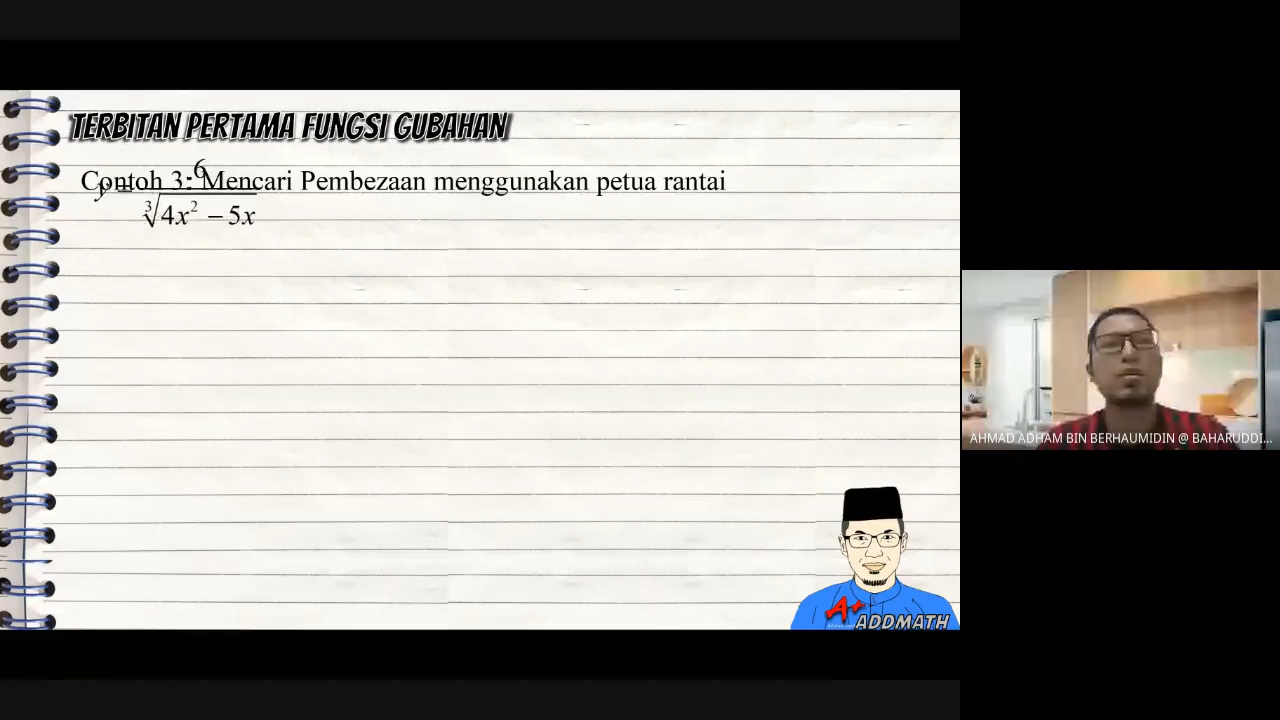 TERBITAN PERTAMA FUNGSI GUBAHAN
Contoh 3: Mencari Pembezaan menggunakan petua rantai
y = 6 / ∛(4x² − 5x)
AHMAD ADHAM BIN BERHAUMIDIN @ BAHARUDDI...
A+
ADDMATH